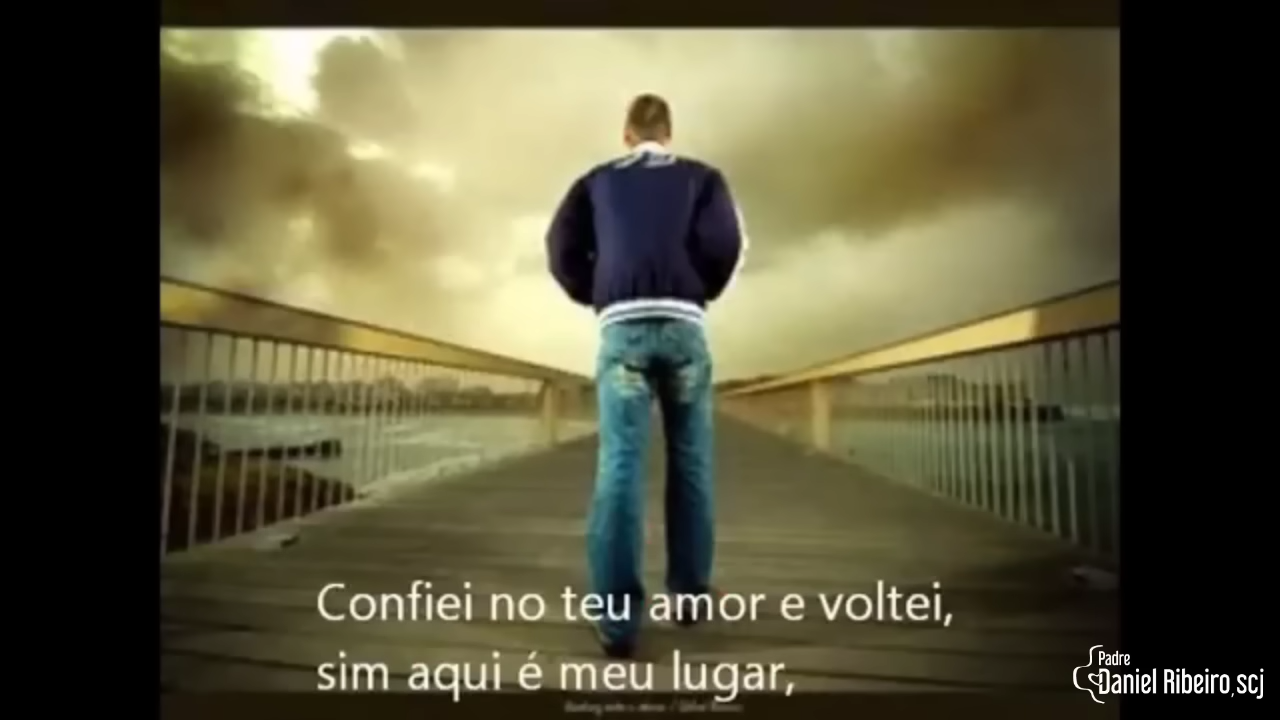 Confiei no teu amor e voltei,
sim aqui é meu lugar,
Padre
Daniel Ribeiro, scj